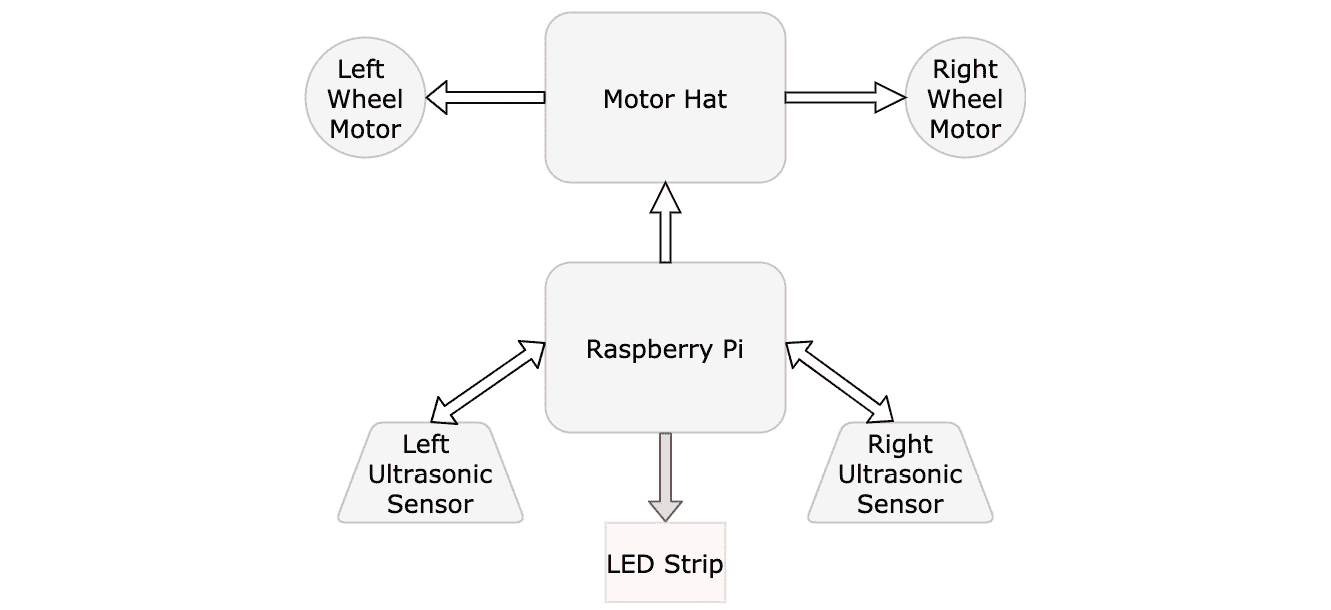 Left
Wheel
Motor
Motor Hat
Right
Wheel
Motor
Raspberry Pi
Left
Ultrasonic
Sensor
Right
Ultrasonic
Sensor
LED Strip